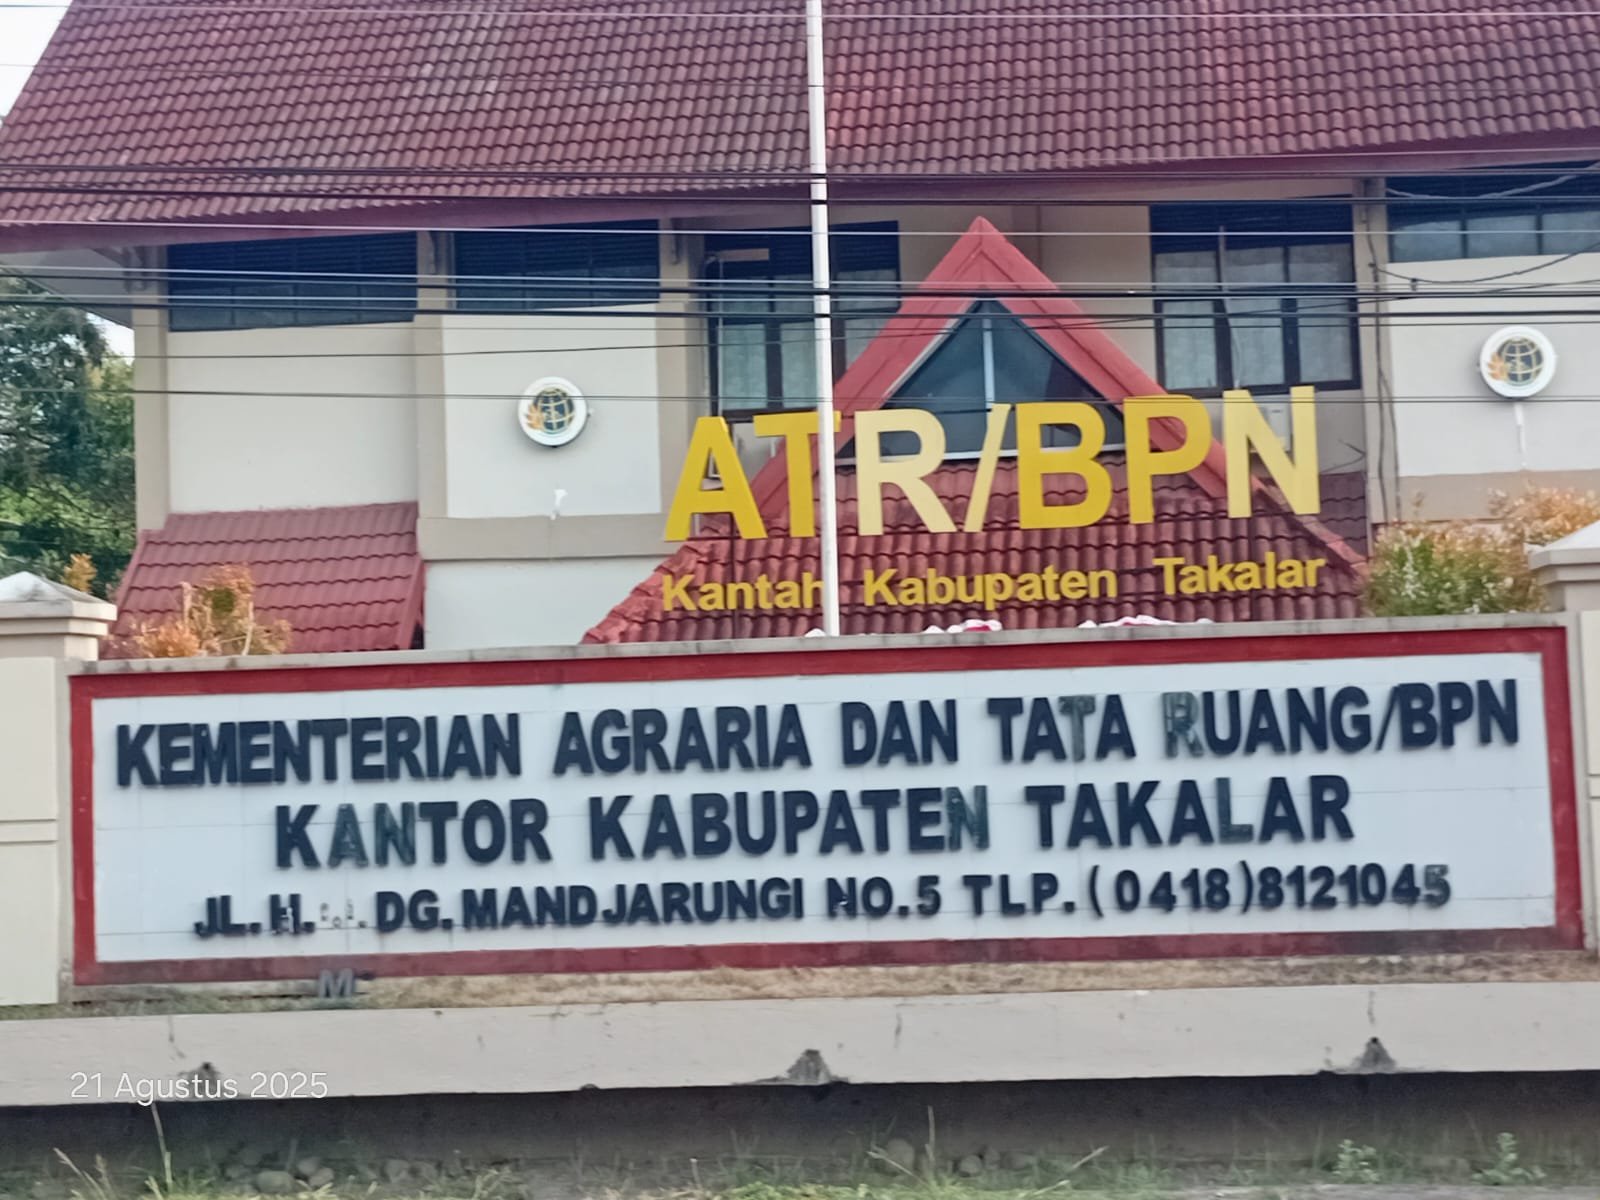 ATR/BPN
Kantah Kabupaten Takalar
KEMENTERIAN AGRARIA DAN TATA RUANG/BPN
KANTOR KABUPATEN TAKALAR
JL. H. DG. MANDJARUNGI NO.5 TLP. (0418)8121045
M
21 Agustus 2025